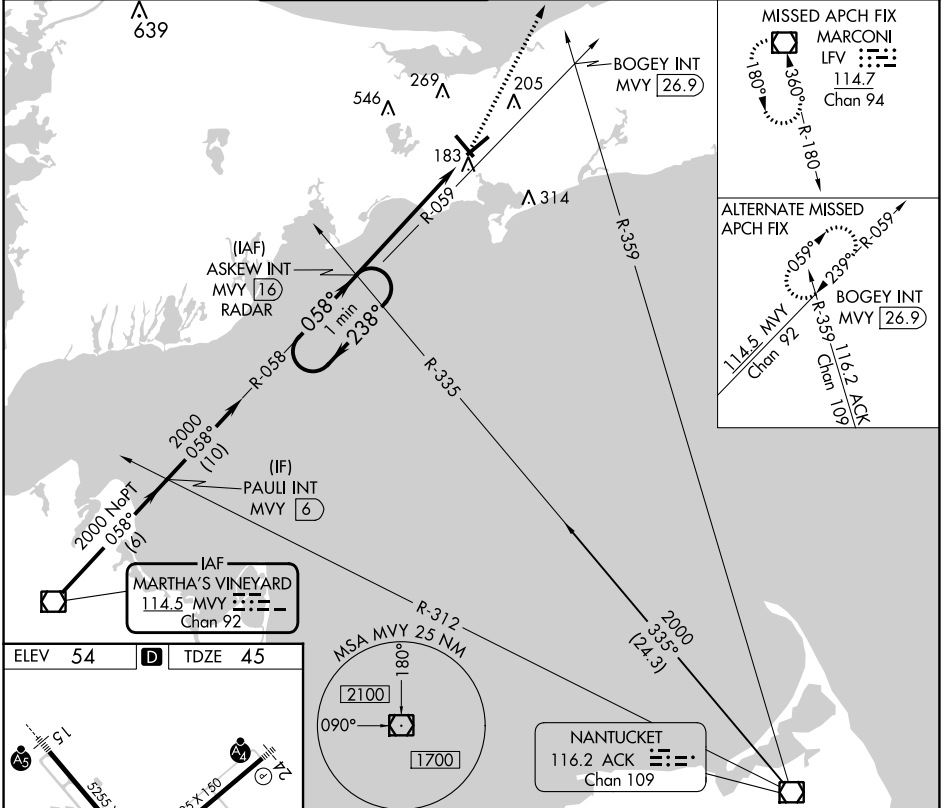 639
546
269
205
183
314
BOGEY INT
MVY 26.9
R-059
R-359
(IAF)
ASKEW INT
MVY 16
RADAR
058°
1 min
238°
R-058
R-335
2000
058°
(10)
(IF)
PAULI INT
MVY 6
2000 NoPT
058°
(6)
IAF
MARTHA'S VINEYARD
114.5 MVY
Chan 92
R-312
2000
335°
(24.3)
NANTUCKET
116.2 ACK
Chan 109
MSA MVY 25 NM
180°
2100
090°
1700
MISSED APCH FIX
MARCONI
LFV
114.7
Chan 94
180°
360°
R-180
ALTERNATE MISSED
APCH FIX
059°
239°
R-059
BOGEY INT
MVY 26.9
114.5 MVY
Chan 92
R-359
116.2 ACK
Chan 109
ELEV 54
D
TDZE 45
A5
15
A4
24
P
5255 X
X 150